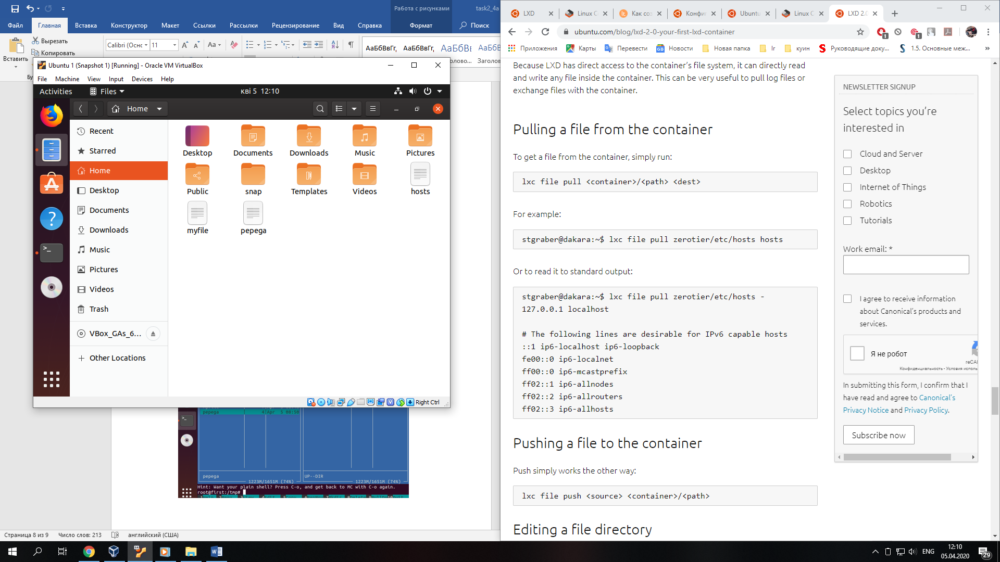 Работа с рисунками
task2_4a
Файл
Главная
Вставка
Конструктор
Макет
Ссылки
Рассылки
Рецензирование
Вид
Справка
Формат
Поиск
Вставить
Вырезать
Копировать
Calibri (Осно
11
АаБбВвГг,
АаБбВвГг,
АаБбВв
Заголо
Ubuntu 1 (Snapshot 1) [Running] - Oracle VM VirtualBox
File
Machine
View
Input
Devices
Help
Activities
Files
кві 5 12:10
Home
Recent
Starred
Home
Desktop
Documents
Downloads
Music
Pictures
Videos
Trash
VBox_GAs_6...
Other Locations
Desktop
Documents
Downloads
Music
Pictures
Public
snap
Templates
Videos
hosts
myfile
pepega
Right Ctrl
pepega
4
Apr 5 08:50
pepega
UP--DIR
1223M/1651M (74%)
1223M/1651M (74%)
Hint: Want your plain shell? Press C-o, and get back to MC with C-o again.
root@first:/tmp#
Страница 8 из 9
Число слов: 213
английский (США)
LXD
Linux C
Как соз
Конфиг
Ubuntu
Linux C
LXD 2.0
ubuntu.com/blog/lxd-2-0-your-first-lxd-container
1
1
Приложения
Карты
Перевести
Новости
Новая папка
lr
куин
Руководящие доку...
1.5. Основные меж...
Because LXD has direct access to the container’s file system, it can directly read
and write any file inside the container. This can be very useful to pull log files or
exchange files with the container.
Pulling a file from the container
To get a file from the container, simply run:
lxc file pull <container>/<path> <dest>
For example:
stgraber@dakara:~$ lxc file pull zerotier/etc/hosts hosts
Or to read it to standard output:
stgraber@dakara:~$ lxc file pull zerotier/etc/hosts -
127.0.0.1 localhost
# The following lines are desirable for IPv6 capable hosts
::1 ip6-localhost ip6-loopback
fe00::0 ip6-localnet
ff00::0 ip6-mcastprefix
ff02::1 ip6-allnodes
ff02::2 ip6-allrouters
ff02::3 ip6-allhosts
Pushing a file to the container
Push simply works the other way:
lxc file push <source> <container>/<path>
Editing a file directory
NEWSLETTER SIGNUP
Select topics you’re
interested in
Cloud and Server
Desktop
Internet of Things
Robotics
Tutorials
Work email: *
I agree to receive information
about Canonical’s products and
services.
Я не робот
reCA
Конфиденциальность - Условия исполь
In submitting this form, I confirm that I
have read and agree to Canonical’s
Privacy Notice and Privacy Policy.
Subscribe now
ENG
12:10
05.04.2020
29